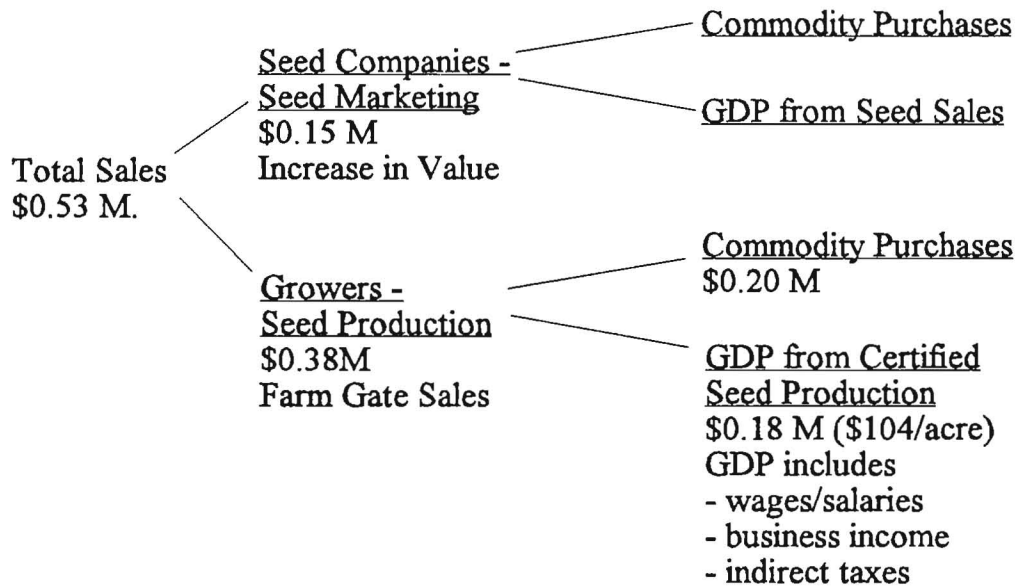 Total Sales
$0.53 M.
Seed Companies -
Seed Marketing
$0.15 M
Increase in Value
Commodity Purchases
GDP from Seed Sales
Growers -
Seed Production
$0.38M
Farm Gate Sales
Commodity Purchases
$0.20 M
GDP from Certified
Seed Production
$0.18 M ($104/acre)
GDP includes
- wages/salaries
- business income
- indirect taxes